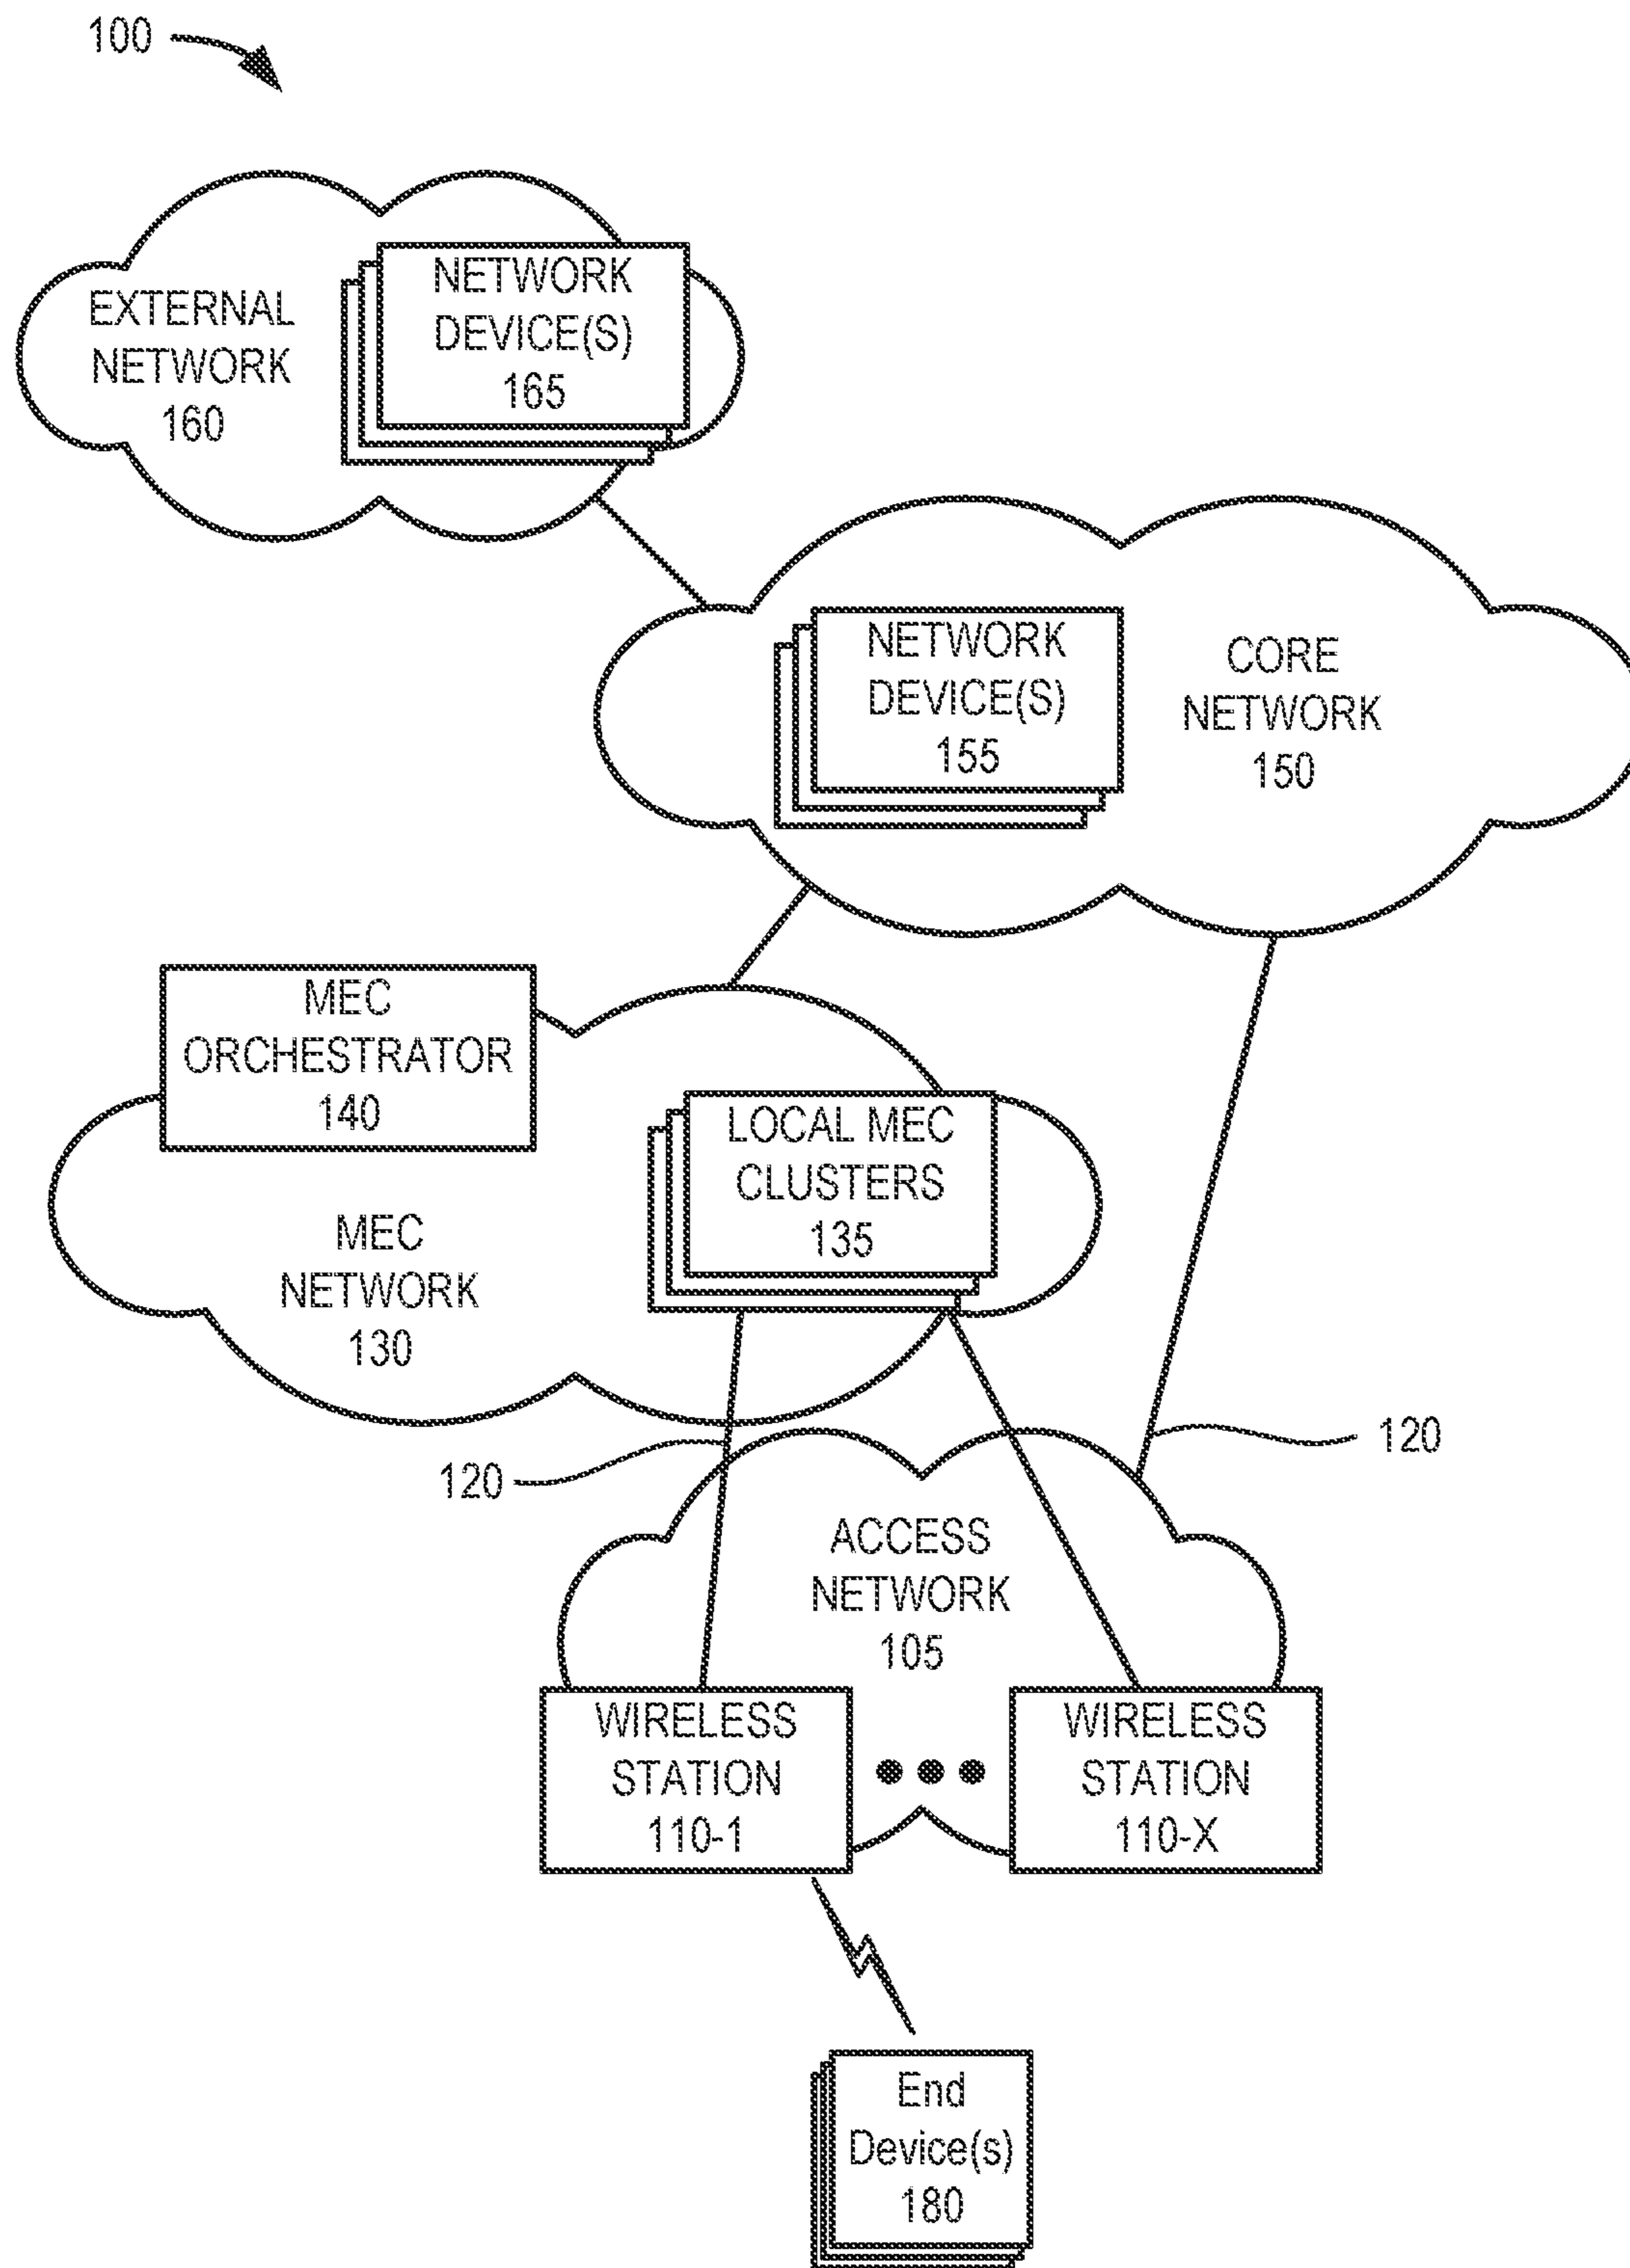 100
EXTERNAL
NETWORK
160
NETWORK
DEVICE(S)
165
NETWORK
DEVICE(S)
155
CORE
NETWORK
150
MEC
ORCHESTRATOR
140
LOCAL MEC
CLUSTERS
135
MEC
NETWORK
130
120
120
ACCESS
NETWORK
105
WIRELESS
STATION
110-1
WIRELESS
STATION
110-X
End
Device(s)
180